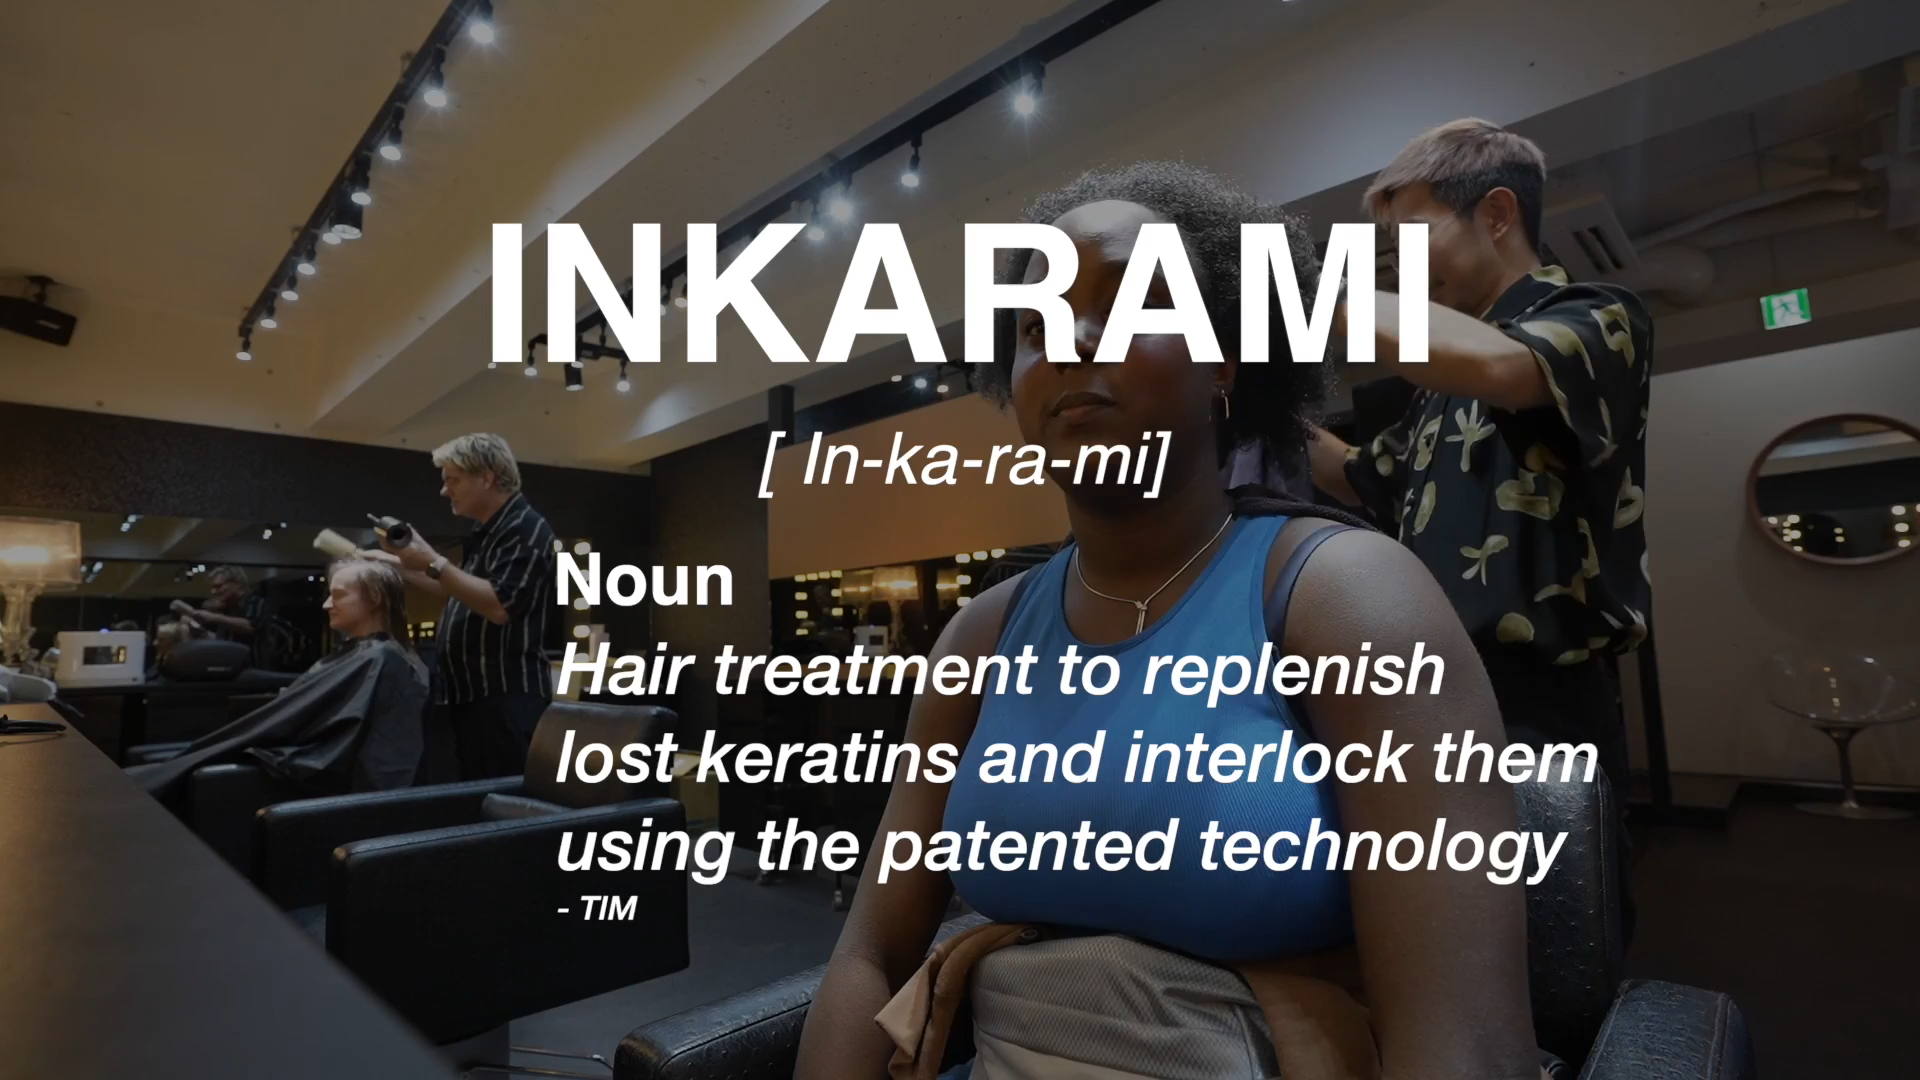 INKARAMI
[ In-ka-ra-mi]
Noun
Hair treatment to replenish
lost keratins and interlock them
using the patented technology
- TIM